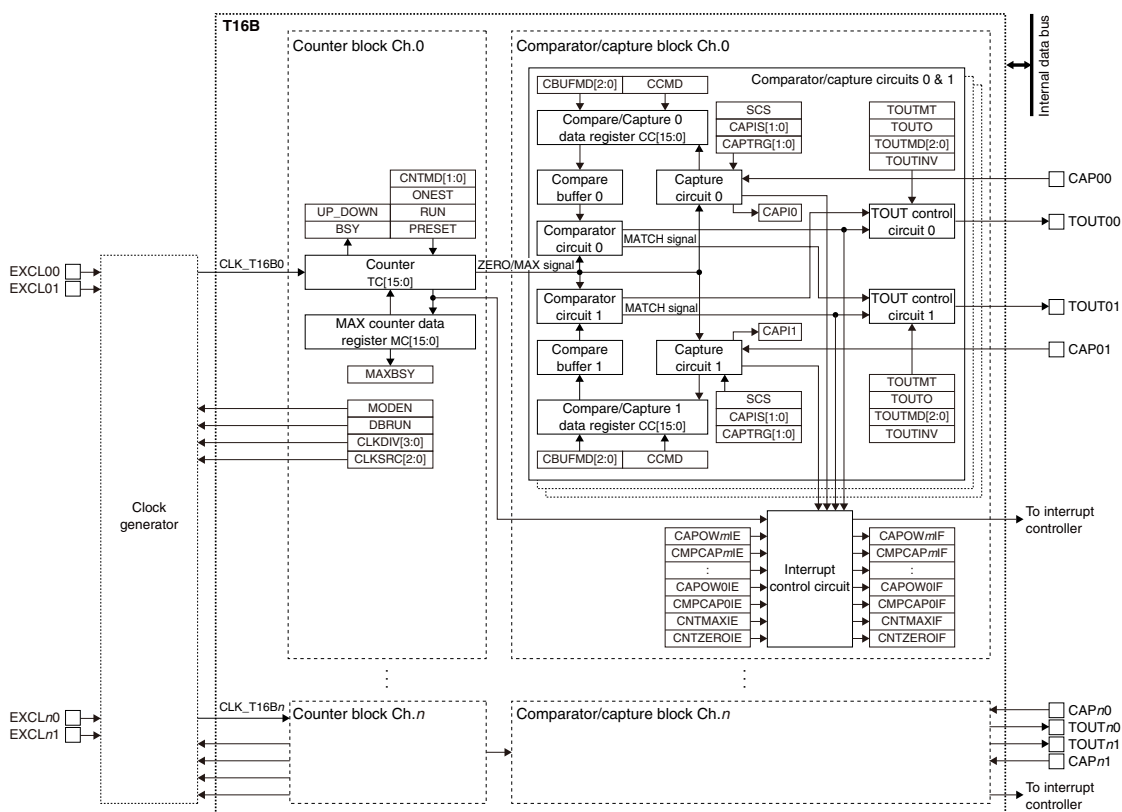 T16B
Internal data bus
Counter block Ch.0
Comparator/capture block Ch.0
Comparator/capture circuits 0 & 1
CBUFMD[2:0]
CCMD
Compare/Capture 0
data register CC[15:0]
SCS
CAPIS[1:0]
CAPTRG[1:0]
TOUTMT
TOUTO
TOUTMD[2:0]
TOUTINV
CNTMD[1:0]
ONEST
UP_DOWN
RUN
BSY
PRESET
Compare
buffer 0
Capture
circuit 0
CAPI0
CAP00
TOUT control
circuit 0
TOUT00
Comparator
circuit 0
MATCH signal
EXCL00
EXCL01
CLK_T16B0
Counter
TC[15:0]
ZERO/MAX signal
Comparator
circuit 1
MATCH signal
TOUT control
circuit 1
TOUT01
MAX counter data
register MC[15:0]
MAXBSY
Compare
buffer 1
Capture
circuit 1
CAPI1
CAP01
MODEN
DBRUN
CLKDIV[3:0]
CLKSRC[2:0]
Compare/Capture 1
data register CC[15:0]
CBUFMD[2:0]
CCMD
SCS
CAPIS[1:0]
CAPTRG[1:0]
TOUTMT
TOUTO
TOUTMD[2:0]
TOUTINV
Clock
generator
To interrupt
controller
CAPOWmIE
CMPCAPmIE
:
CAPOW0IE
CMPCAP0IE
CNTMAXIE
CNTZEROIE
Interrupt
control circuit
CAPOWmIF
CMPCAPmIF
:
CAPOW0IF
CMPCAP0IF
CNTMAXIF
CNTZEROIF
EXCLn0
EXCLn1
CLK_T16Bn
Counter block Ch.n
Comparator/capture block Ch.n
CAPn0
TOUTn0
TOUTn1
CAPn1
To interrupt
controller